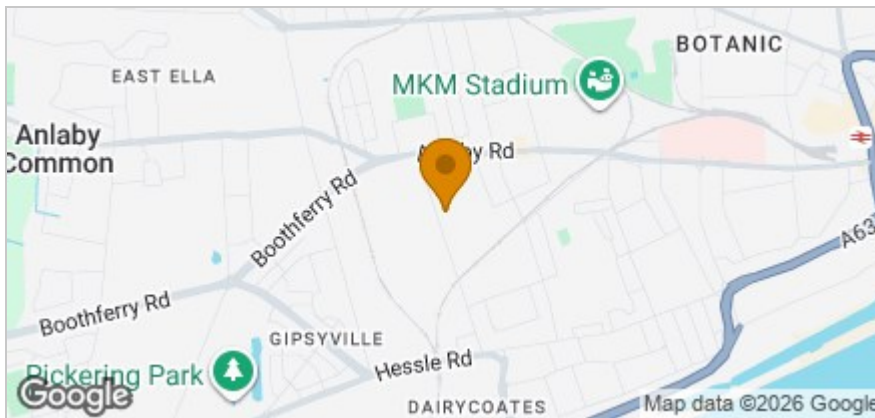 BOTANIC
EAST ELLA
MKM Stadium
Anlaby
Common
Rd
Boothferry Rd
A63
Boothferry Rd
GIPSYVILLE
Hessle Rd
Pickering Park
DAIRYCOATES
Google
Map data ©2026 Google